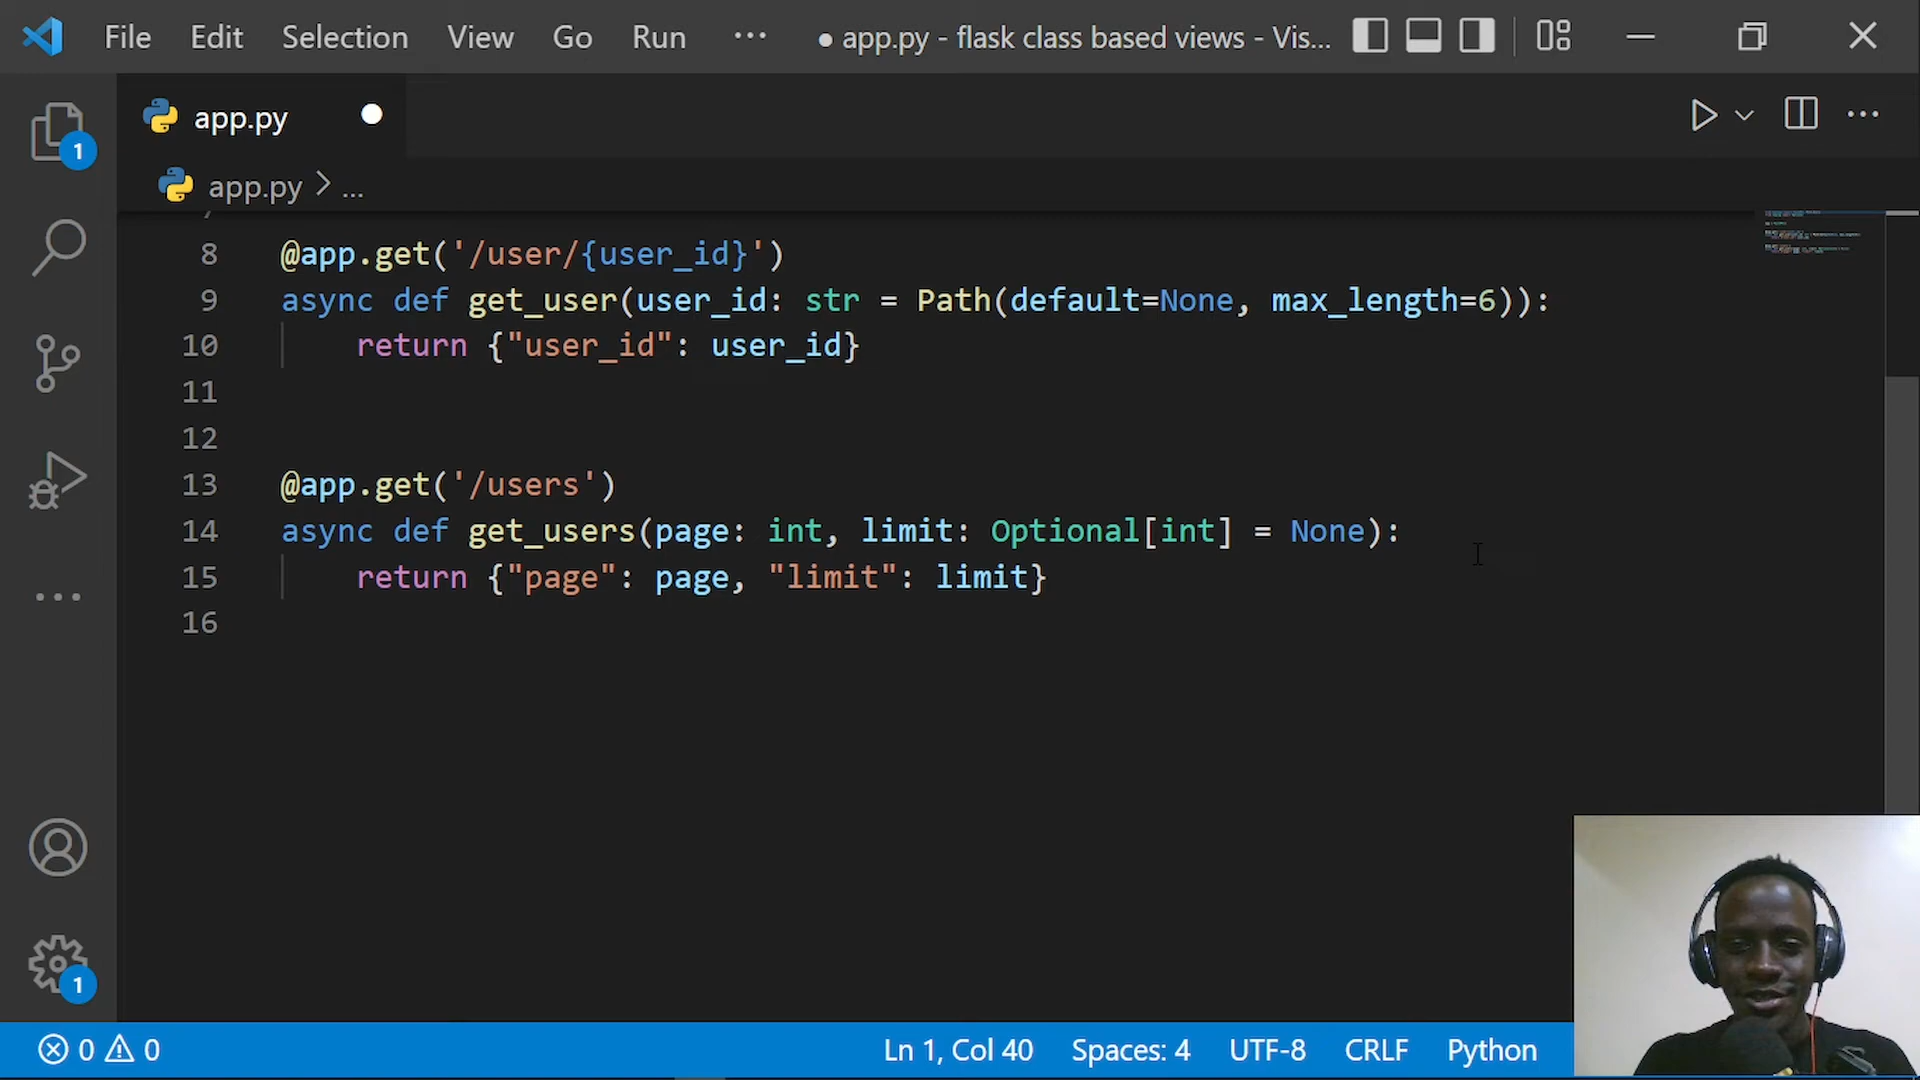 File Edit Selection View Go Run ··· ● app.py - flask class based views - Vis...
1
app.py
app.py > ...
7
8 @app.get('/user/{user_id}')
9 async def get_user(user_id: str = Path(default=None, max_length=6)):
10 return {"user_id": user_id}
11
12
13 @app.get('/users')
14 async def get_users(page: int, limit: Optional[int] = None):
15 return {"page": page, "limit": limit}
16
1
0 0 Ln 1, Col 40 Spaces: 4 UTF-8 CRLF Python